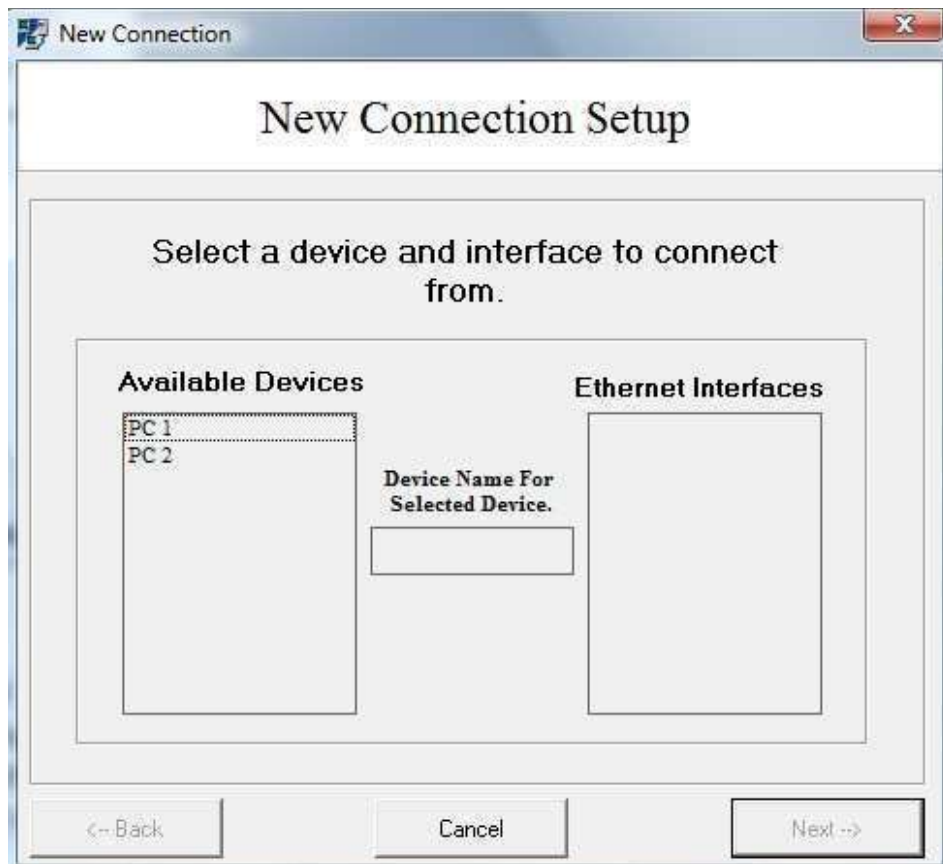 New Connection
New Connection Setup
Select a device and interface to connect
from.
Available Devices
PC 1
PC 2
Device Name For
Selected Device.
Ethernet Interfaces
<-- Back
Cancel
Next -->